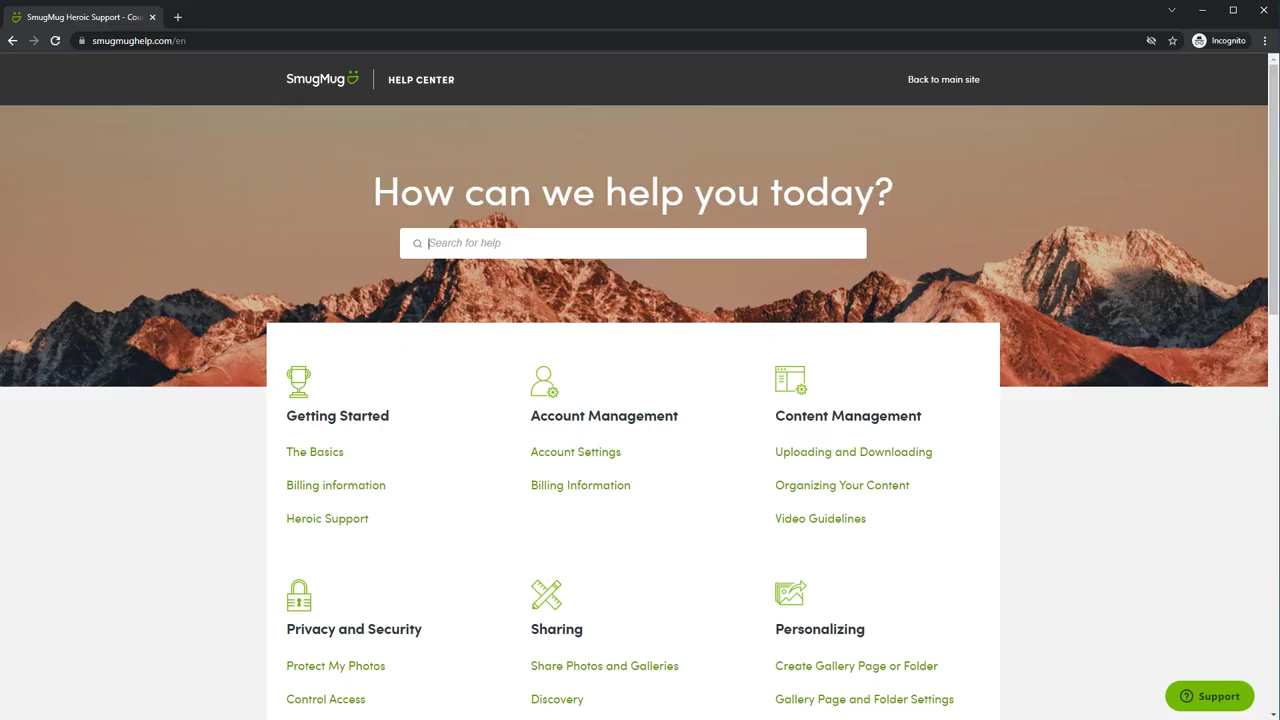 SmugMug Heroic Support - Cou
smugmughelp.com/en
Incognito
SmugMug
HELP CENTER
Back to main site
How can we help you today?
Search for help
Getting Started
Account Management
Content Management
The Basics
Account Settings
Uploading and Downloading
Billing information
Billing Information
Organizing Your Content
Heroic Support
Video Guidelines
Privacy and Security
Sharing
Personalizing
Protect My Photos
Share Photos and Galleries
Create Gallery Page or Folder
Control Access
Discovery
Gallery Page and Folder Settings
Support